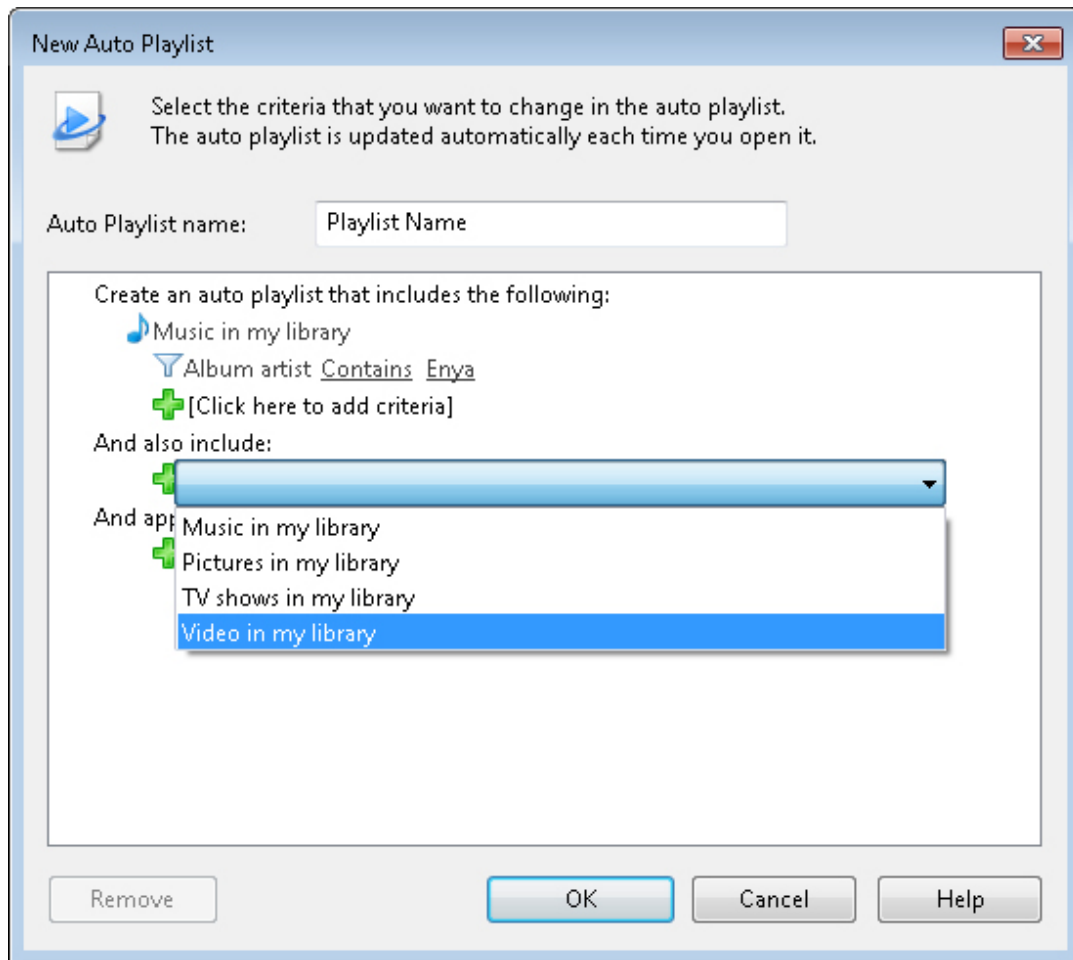 New Auto Playlist
Select the criteria that you want to change in the auto playlist.
The auto playlist is updated automatically each time you open it.
Auto Playlist name: Playlist Name
Create an auto playlist that includes the following:
Music in my library
Album artist Contains Enya
[Click here to add criteria]
And also include:
And app
Music in my library
Pictures in my library
TV shows in my library
Video in my library
Remove OK Cancel Help